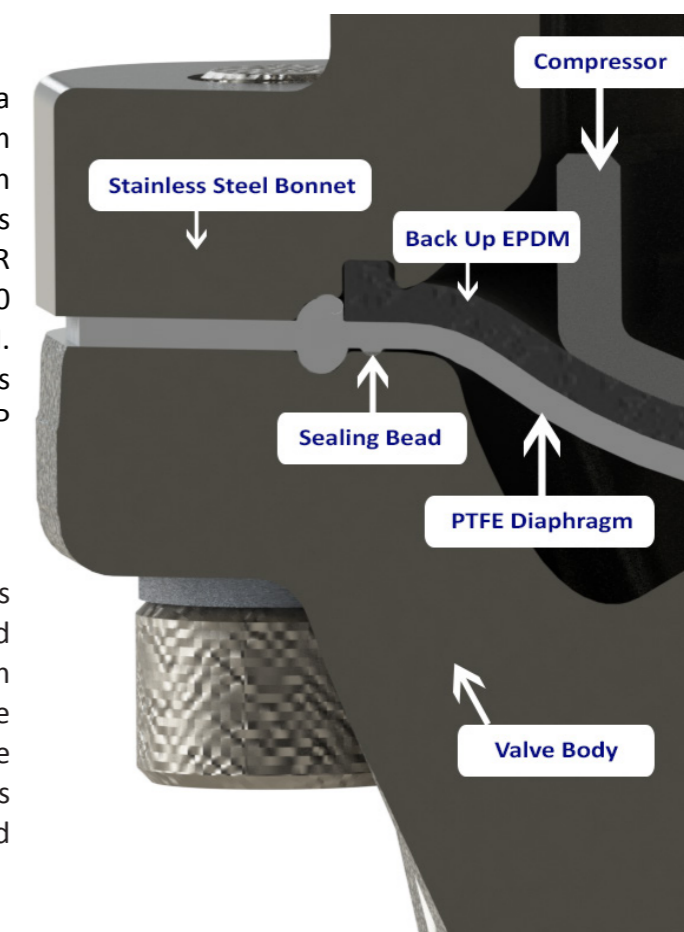 Compressor
Stainless Steel Bonnet
Back Up EPDM
Sealing Bead
PTFE Diaphragm
Valve Body